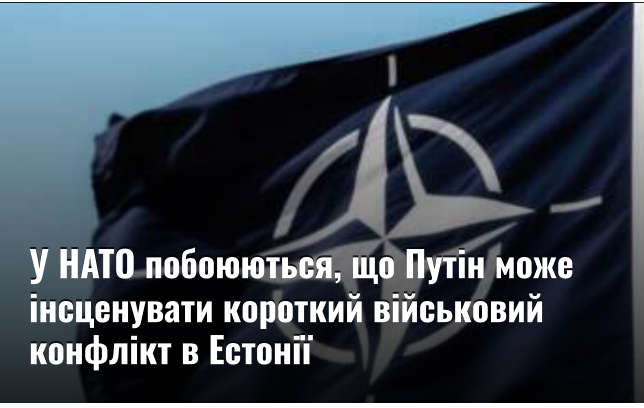 У НАТО побоюються, що Путін може
інсценувати короткий військовий
конфлікт в Естонії